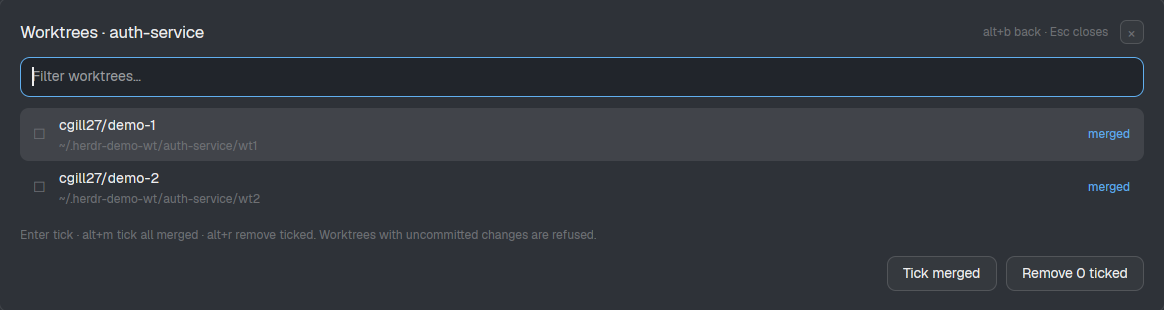 Worktrees · auth-service
alt+b back · Esc closes ×
Filter worktrees...
cgill27/demo-1
~/.herdr-demo-wt/auth-service/wt1
merged
cgill27/demo-2
~/.herdr-demo-wt/auth-service/wt2
merged
Enter tick · alt+m tick all merged · alt+r remove ticked. Worktrees with uncommitted changes are refused.
Tick merged
Remove 0 ticked